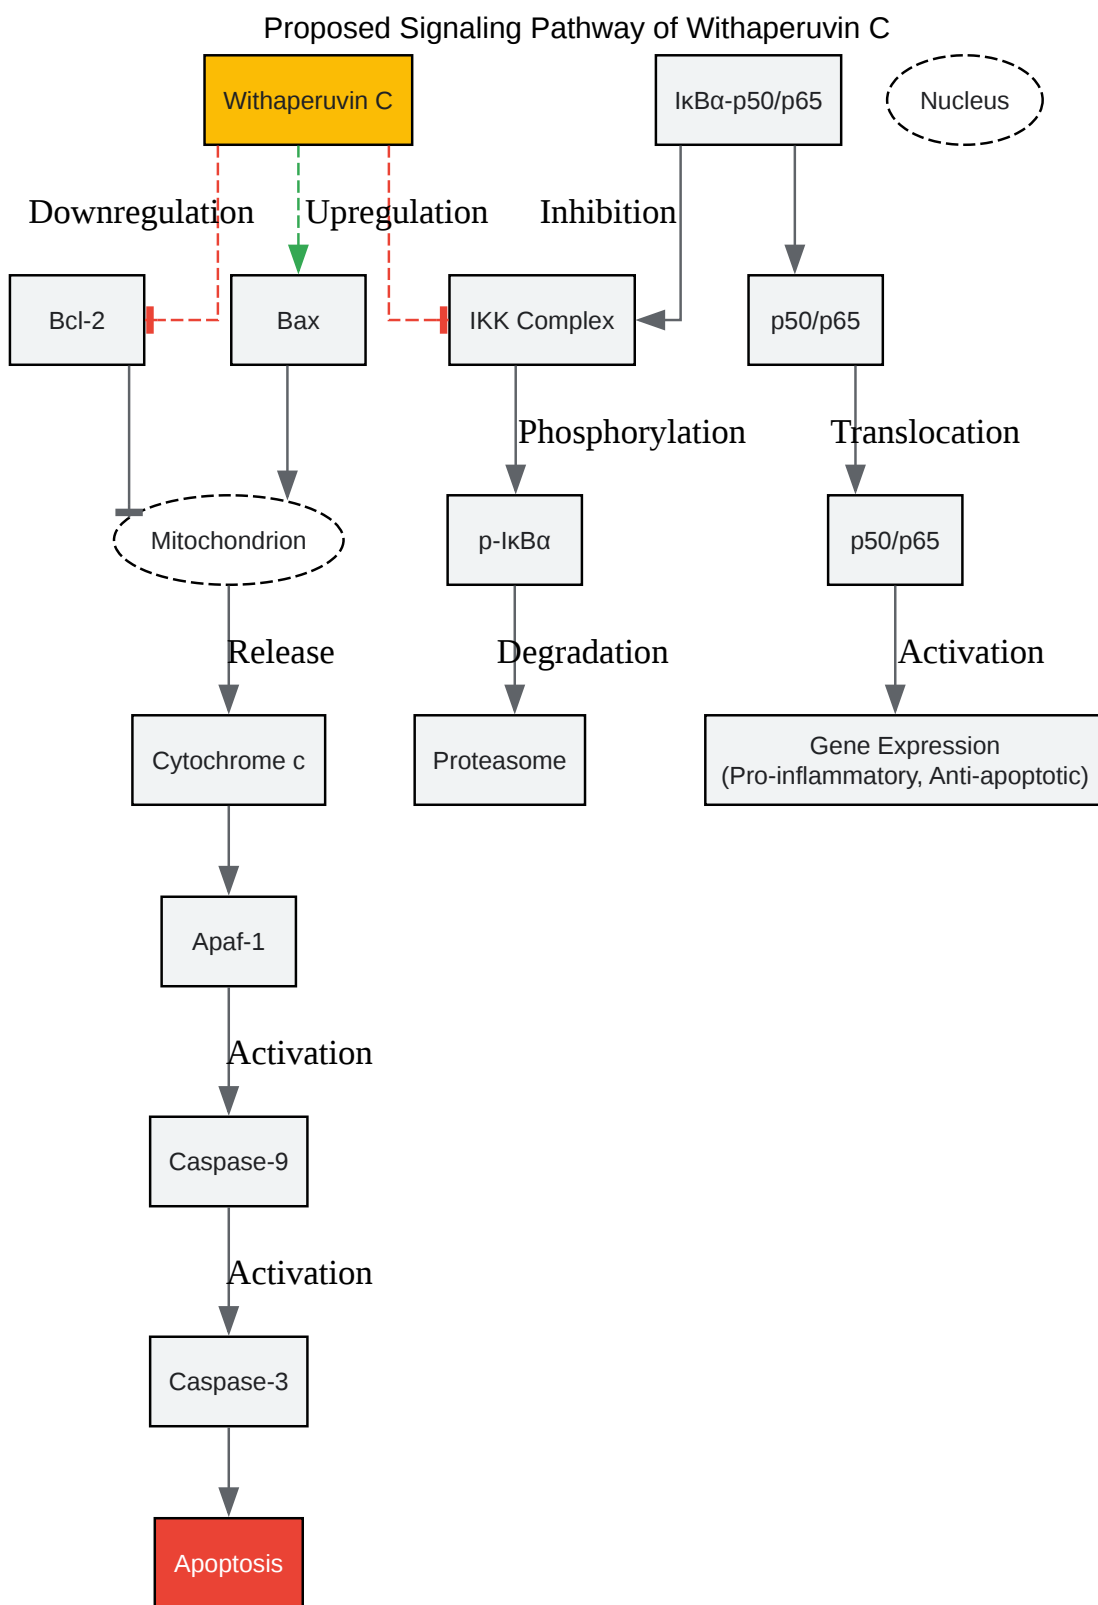 Proposed Signaling Pathway of Withaperuvin C
Withaperuvin C
IκBα-p50/p65
Nucleus
Downregulation
Upregulation
Inhibition
Bcl-2
Bax
IKK Complex
p50/p65
Phosphorylation
Translocation
Mitochondrion
p-IκBα
p50/p65
Release
Degradation
Activation
Cytochrome c
Proteasome
Gene Expression
(Pro-inflammatory, Anti-apoptotic)
Apaf-1
Activation
Caspase-9
Activation
Caspase-3
Apoptosis